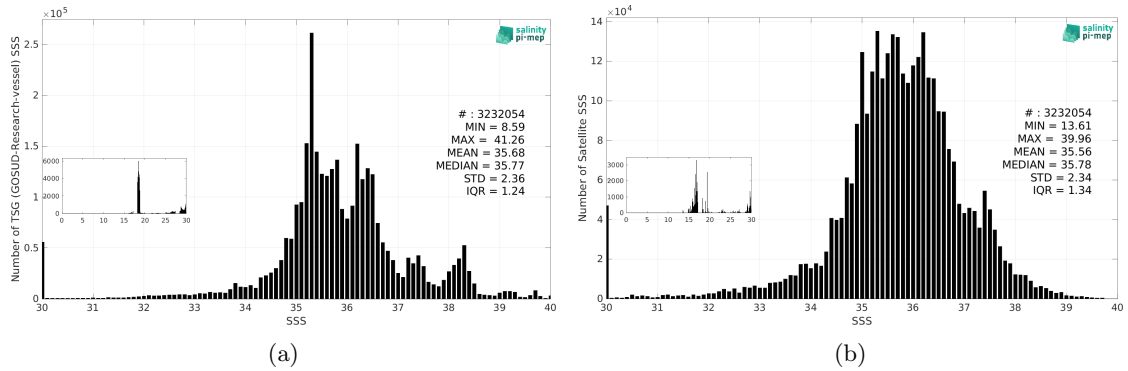 ×10^5
salinity
pi-mep
Number of TSG (GOSUD-Research-vessel) SSS
2.5
2
1.5
1
0.5
0
# : 3232054
MIN = 8.59
MAX = 41.26
MEAN = 35.68
MEDIAN = 35.77
STD = 2.36
IQR = 1.24
6000
4000
2000
0
0 5 10 15 20 25 30
30 31 32 33 34 35 36 37 38 39 40
SSS
(a)
×10^4
salinity
pi-mep
Number of Satellite SSS
14
12
10
8
6
4
2
0
# : 3232054
MIN = 13.61
MAX = 39.96
MEAN = 35.56
MEDIAN = 35.78
STD = 2.34
IQR = 1.34
3000
2000
1000
0
0 5 10 15 20 25 30
30 31 32 33 34 35 36 37 38 39 40
SSS
(b)